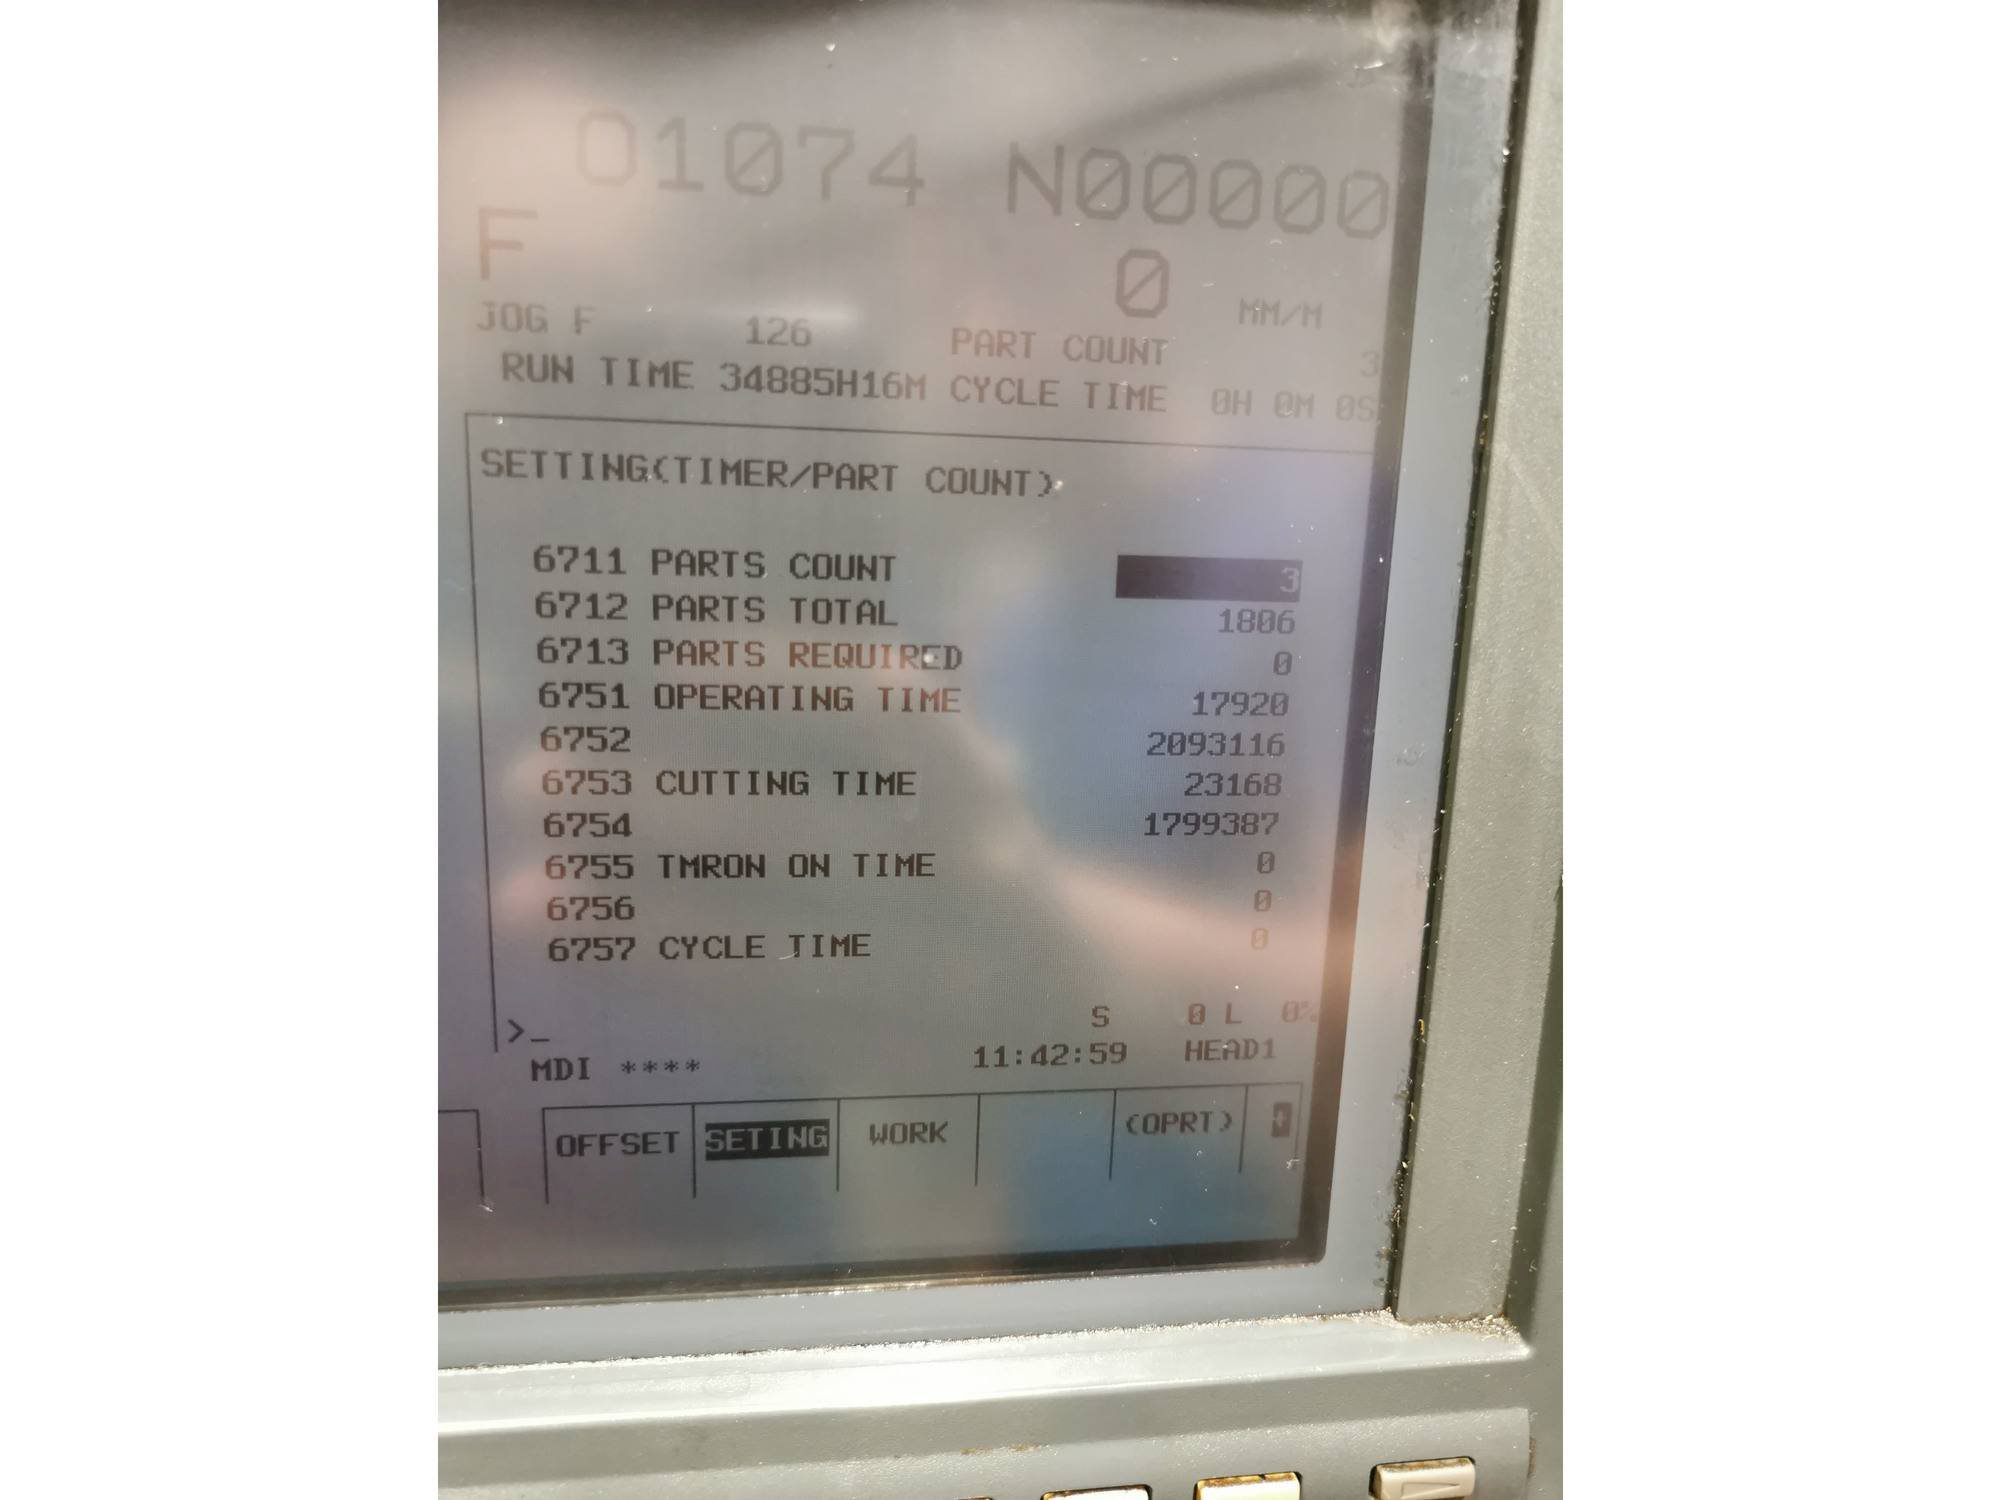 O1074 N00000
F 0 MM/M
JOG F 126 PART COUNT 3
RUN TIME 34885H16M CYCLE TIME 0H 0M 0S
SETTING(TIMER/PART COUNT)
6711 PARTS COUNT 3
6712 PARTS TOTAL 1806
6713 PARTS REQUIRED 0
6751 OPERATING TIME 17920
6752 2093116
6753 CUTTING TIME 23168
6754 1799387
6755 TMRON ON TIME 0
6756 0
6757 CYCLE TIME 0
S 0 L 0%
>_
MDI **** 11:42:59 HEAD1
OFFSET SETING WORK (OPRT) +